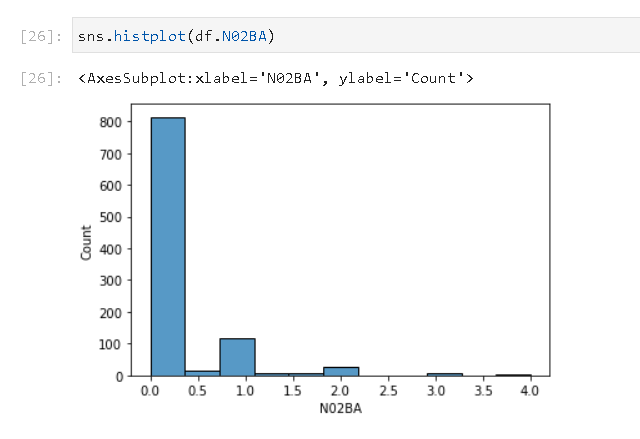 [26]: sns.histplot(df.N02BA)
[26]: <AxesSubplot:xlabel='N02BA', ylabel='Count'>
800
700
600
500
400
300
200
100
0
Count
0.0 0.5 1.0 1.5 2.0 2.5 3.0 3.5 4.0
N02BA